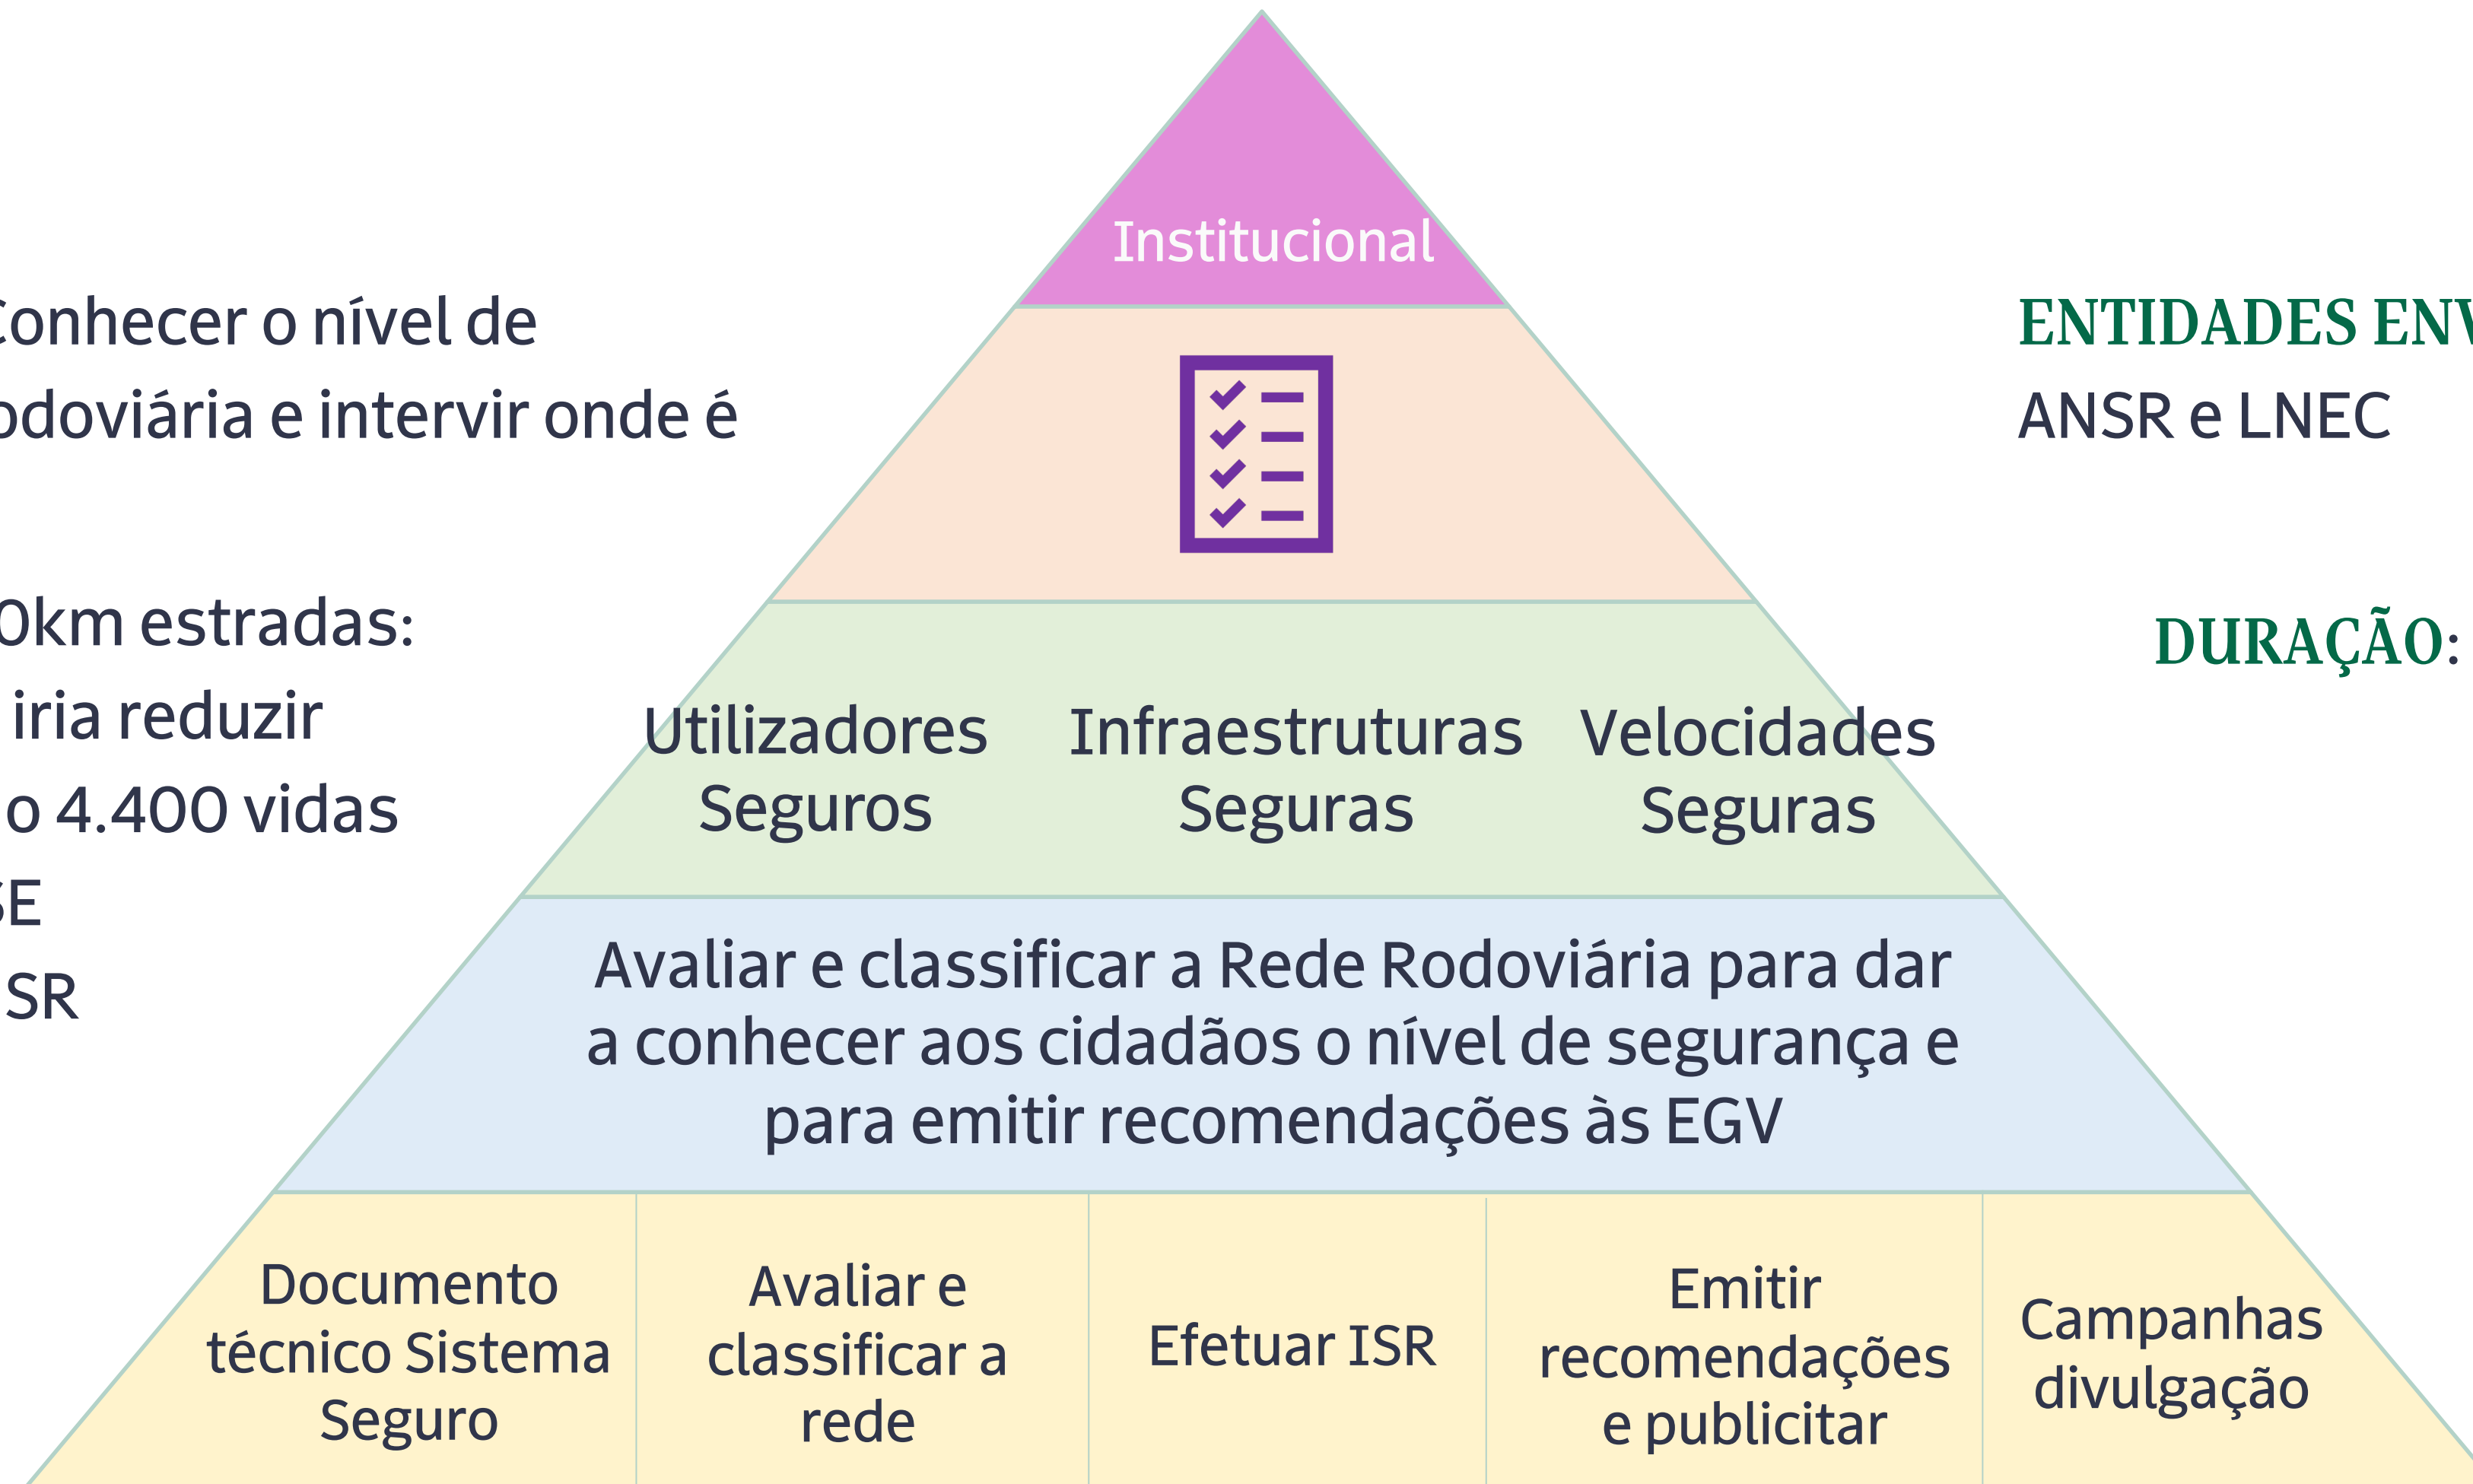 Institucional
Conhecer o nível de
odoviária e intervir onde é
0km estradas:
iria reduzir
o 4.400 vidas
SE
SR
ENTIDADES ENV
ANSR e LNEC
DURAÇÃO:
Utilizadores
Seguros
Infraestruturas
Seguras
Velocidades
Seguras
Avaliar e classificar a Rede Rodoviária para dar
a conhecer aos cidadãos o nível de segurança e
para emitir recomendações às EGV
Documento
técnico Sistema
Seguro
Avaliar e
classificar a
rede
Efetuar ISR
Emitir
recomendações
e publicitar
Campanhas
divulgação